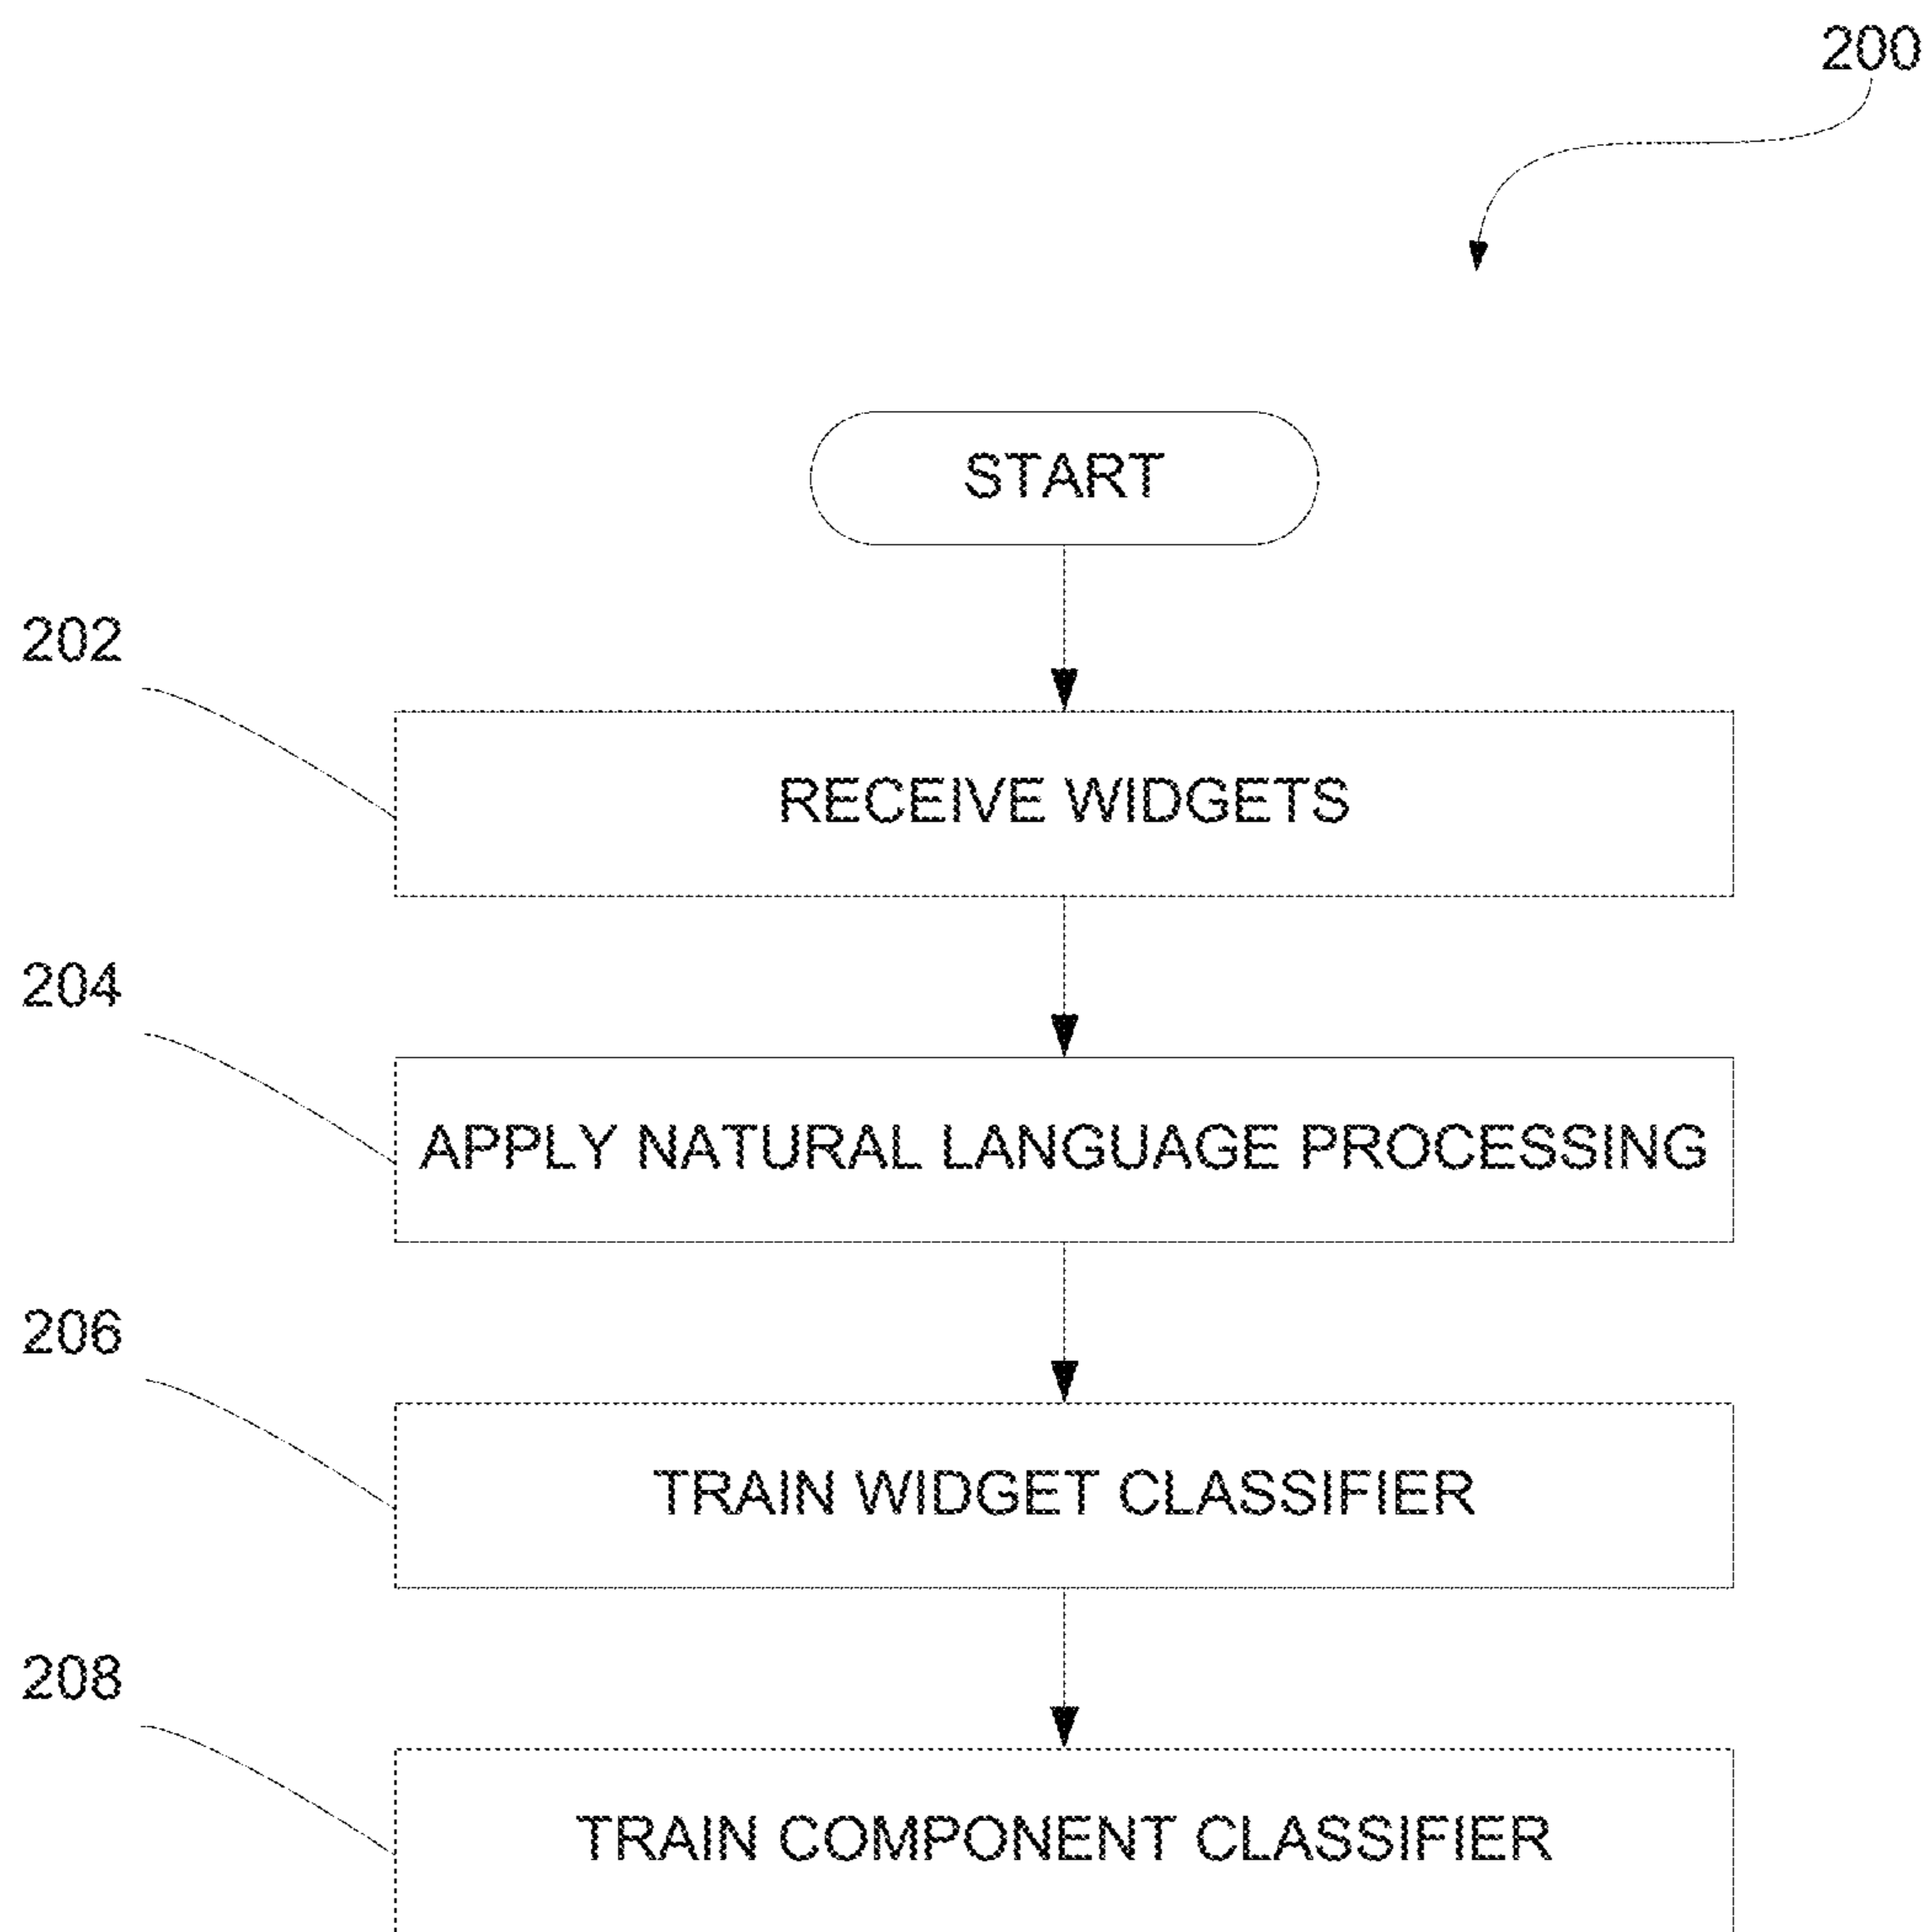 200
START
202
RECEIVE WIDGETS
204
APPLY NATURAL LANGUAGE PROCESSING
206
TRAIN WIDGET CLASSIFIER
208
TRAIN COMPONENT CLASSIFIER